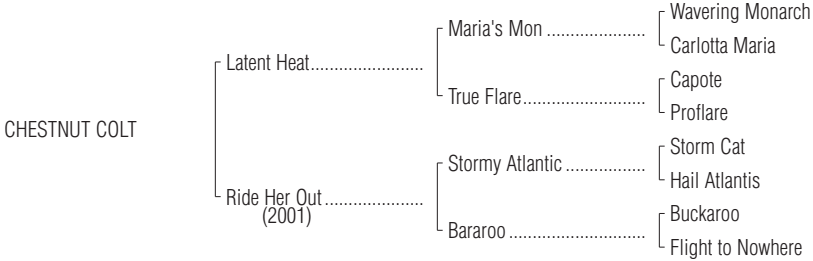 Wavering Monarch
Maria's Mon ....................
Carlotta Maria
Latent Heat.......................
Capote
True Flare.........................
Proflare
CHESTNUT COLT
Storm Cat
Stormy Atlantic ................
Hail Atlantis
Ride Her Out....................
(2001)
Buckaroo
Bararoo ............................
Flight to Nowhere